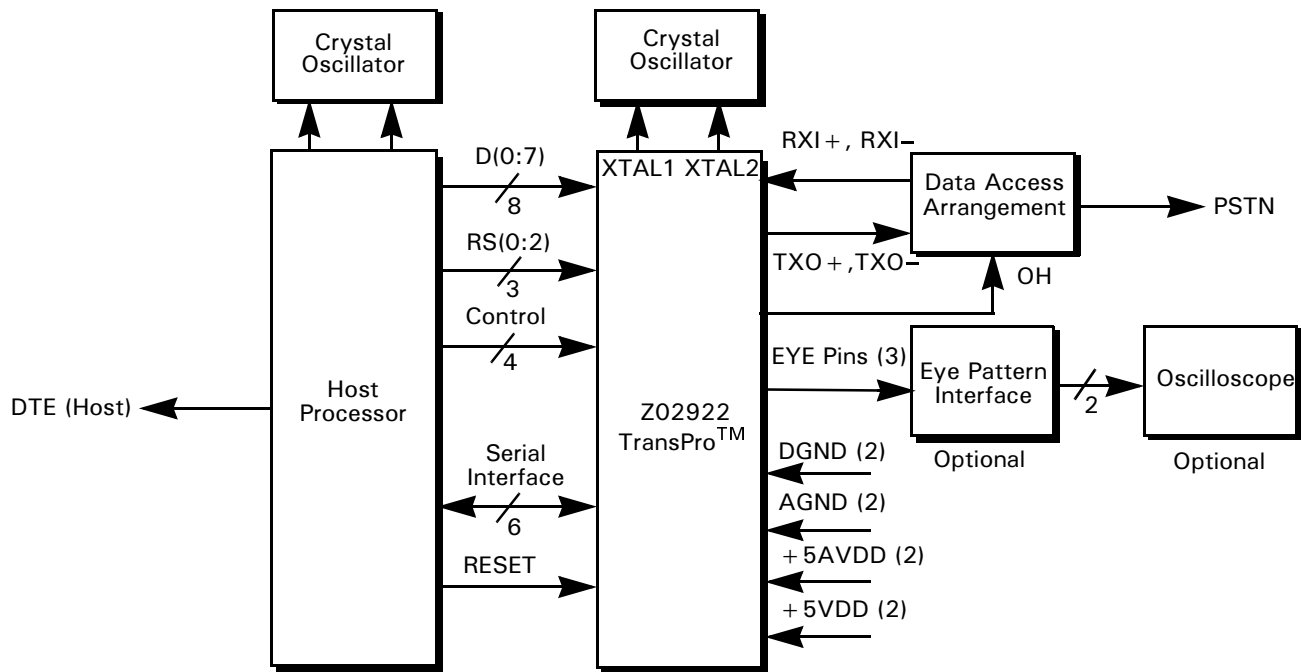 Crystal
Oscillator
Crystal
Oscillator
D(0:7)
8
RS(0:2)
3
Control
4
Serial
Interface
6
RESET
DTE (Host)
Host
Processor
XTAL1 XTAL2
Z02922
TransPro™
RXI+, RXI–
TXO+,TXO–
OH
Data Access
Arrangement
PSTN
EYE Pins (3)
Eye Pattern
Interface
Optional
2
Oscilloscope
Optional
DGND (2)
AGND (2)
+5AVDD (2)
+5VDD (2)